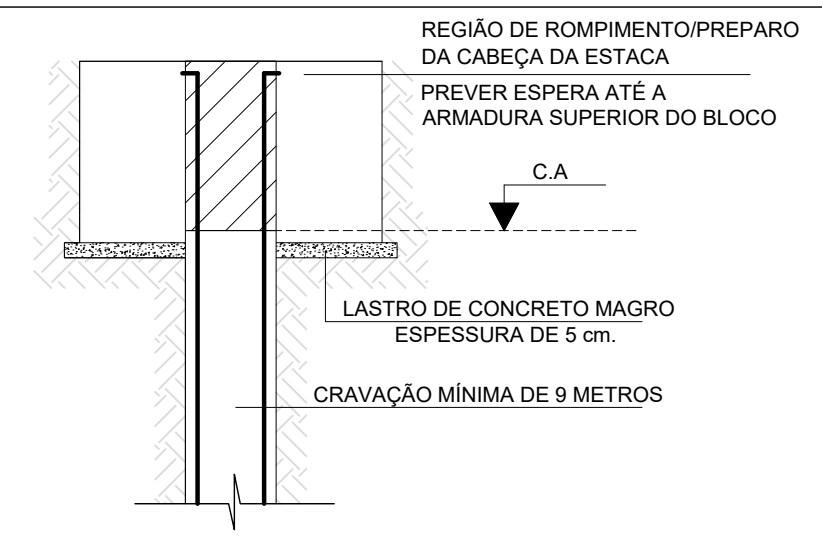 REGIÃO DE ROMPIMENTO/PREPARO
DA CABEÇA DA ESTACA
PREVER ESPERA ATÉ A
ARMADURA SUPERIOR DO BLOCO
C.A
LASTRO DE CONCRETO MAGRO
ESPESSURA DE 5 cm.
CRAVAÇÃO MÍNIMA DE 9 METROS